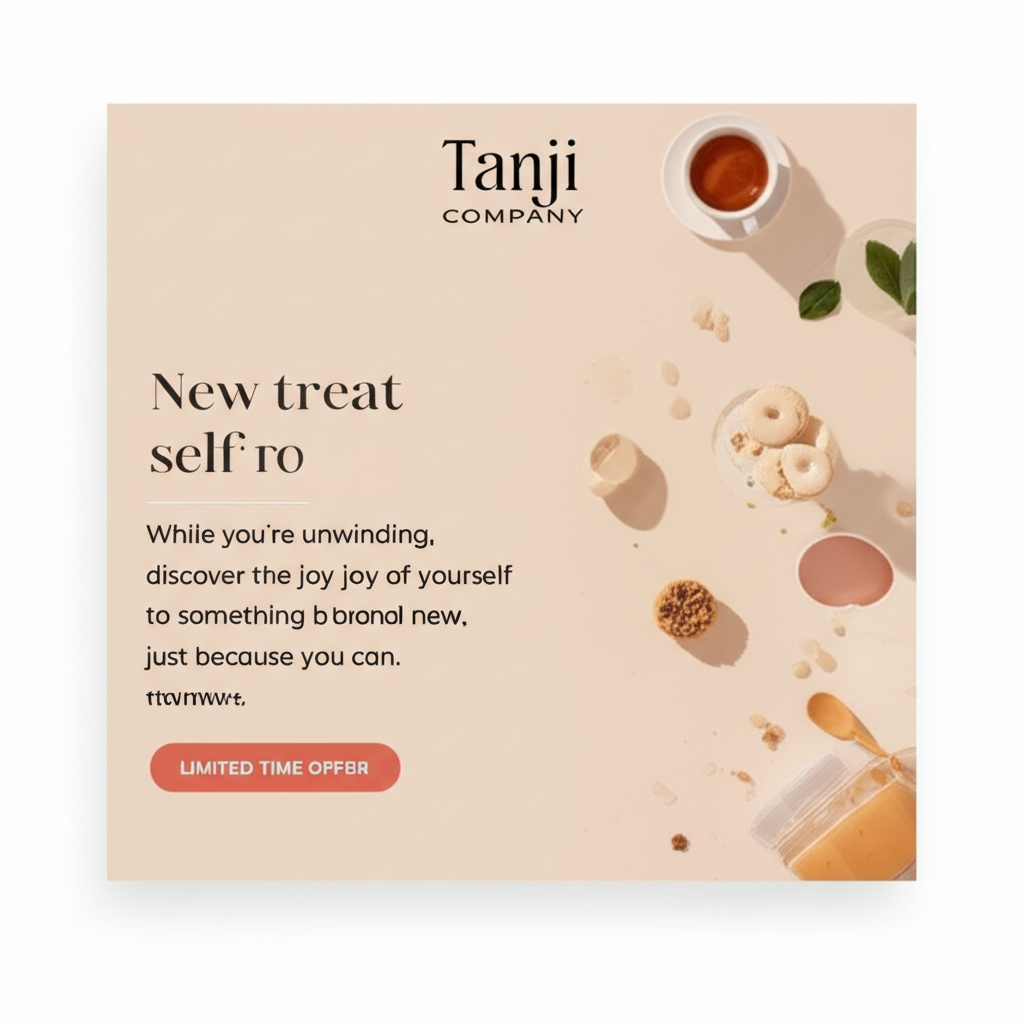 Tanji
COMPANY
New treat
self ro
While you're unwinding,
discover the joy joy of yourself
to something b bronol new.
just because you can.
LIMITED TIME OPFBR